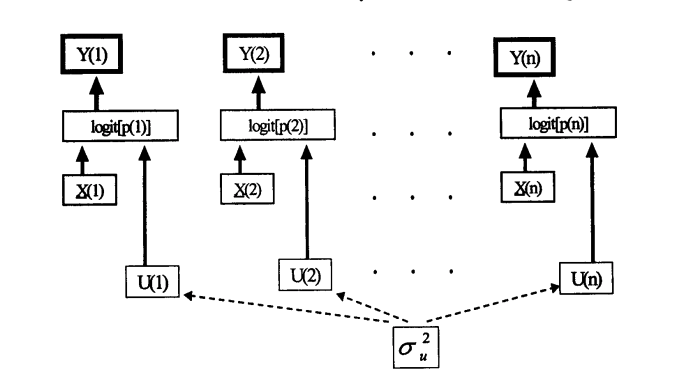 Y(1) Y(2) . . . Y(n)
logit[p(1)] logit[p(2)] . . . logit[p(n)]
X(1) X(2) . . . X(n)
U(1) U(2) . . . U(n)
σ_u^2